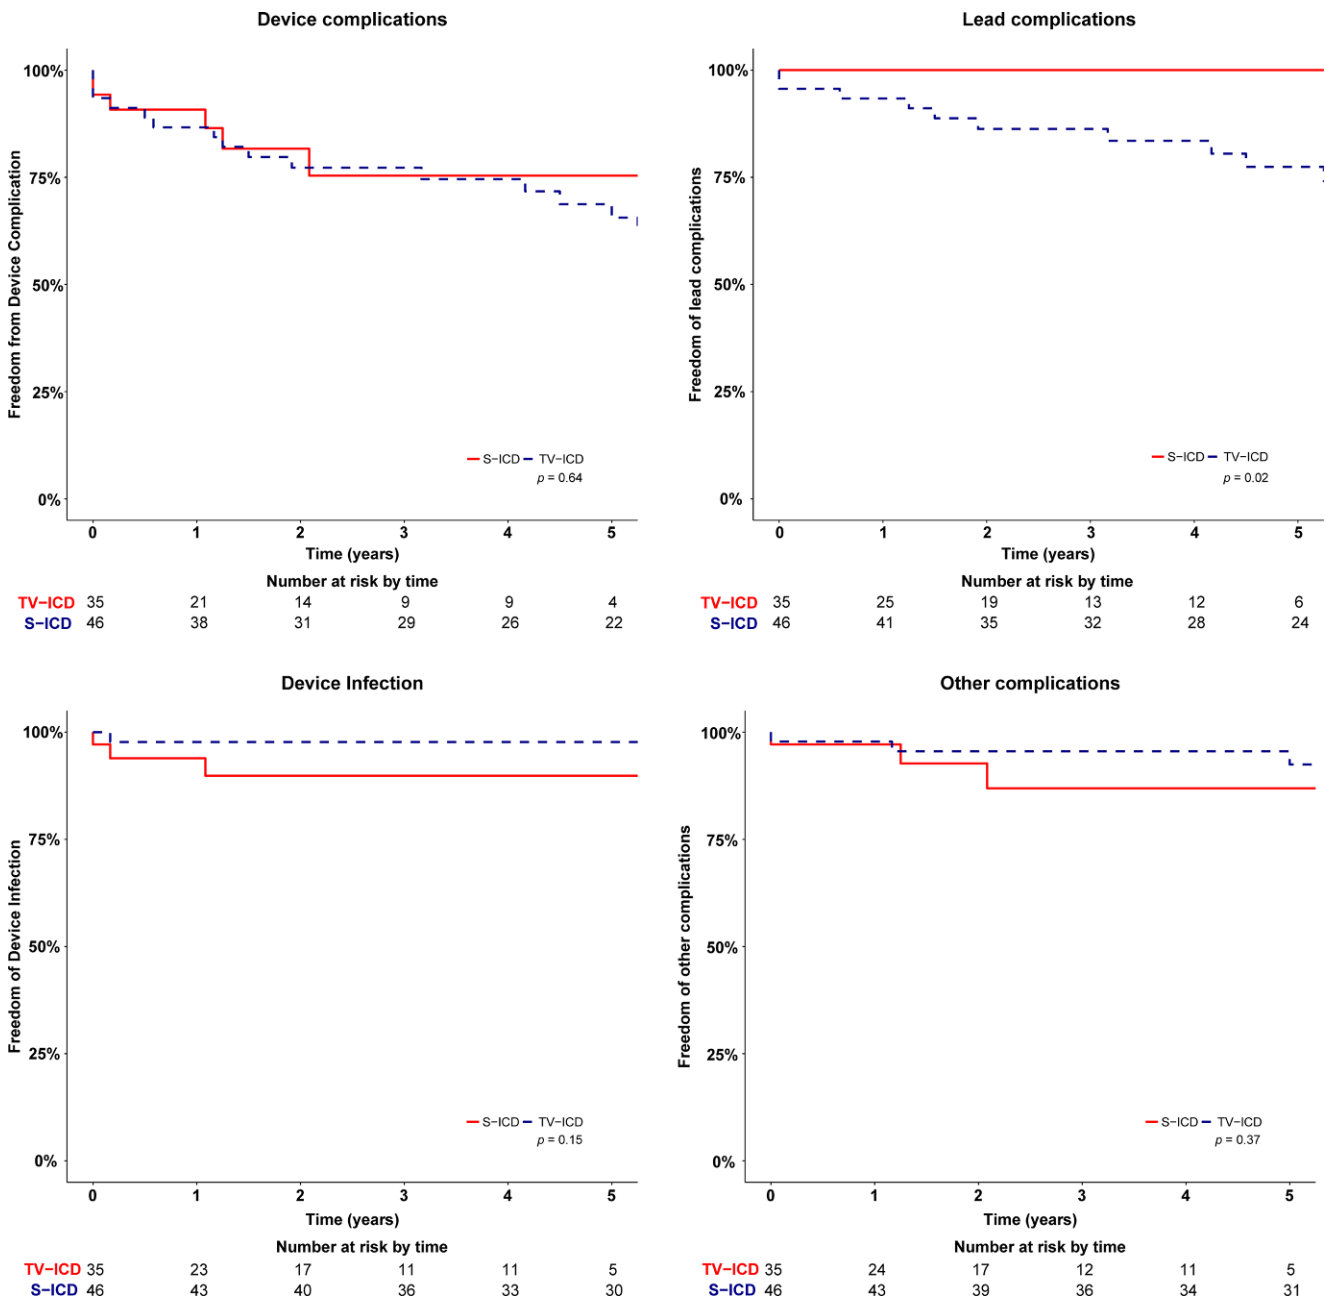 Device complications
Freedom from Device Complication
100%
75%
50%
25%
0%
S−ICD TV−ICD
p = 0.64
0 1 2 3 4 5
Time (years)
Number at risk by time
TV−ICD 35 21 14 9 9 4
S−ICD 46 38 31 29 26 22
Lead complications
Freedom of lead complications
100%
75%
50%
25%
0%
S−ICD TV−ICD
p = 0.02
0 1 2 3 4 5
Time (years)
Number at risk by time
TV−ICD 35 25 19 13 12 6
S−ICD 46 41 35 32 28 24
Device Infection
Freedom of Device Infection
100%
75%
50%
25%
0%
S−ICD TV−ICD
p = 0.15
0 1 2 3 4 5
Time (years)
Number at risk by time
TV−ICD 35 23 17 11 11 5
S−ICD 46 43 40 36 33 30
Other complications
Freedom of other complications
100%
75%
50%
25%
0%
S−ICD TV−ICD
p = 0.37
0 1 2 3 4 5
Time (years)
Number at risk by time
TV−ICD 35 24 17 12 11 5
S−ICD 46 43 39 36 34 31